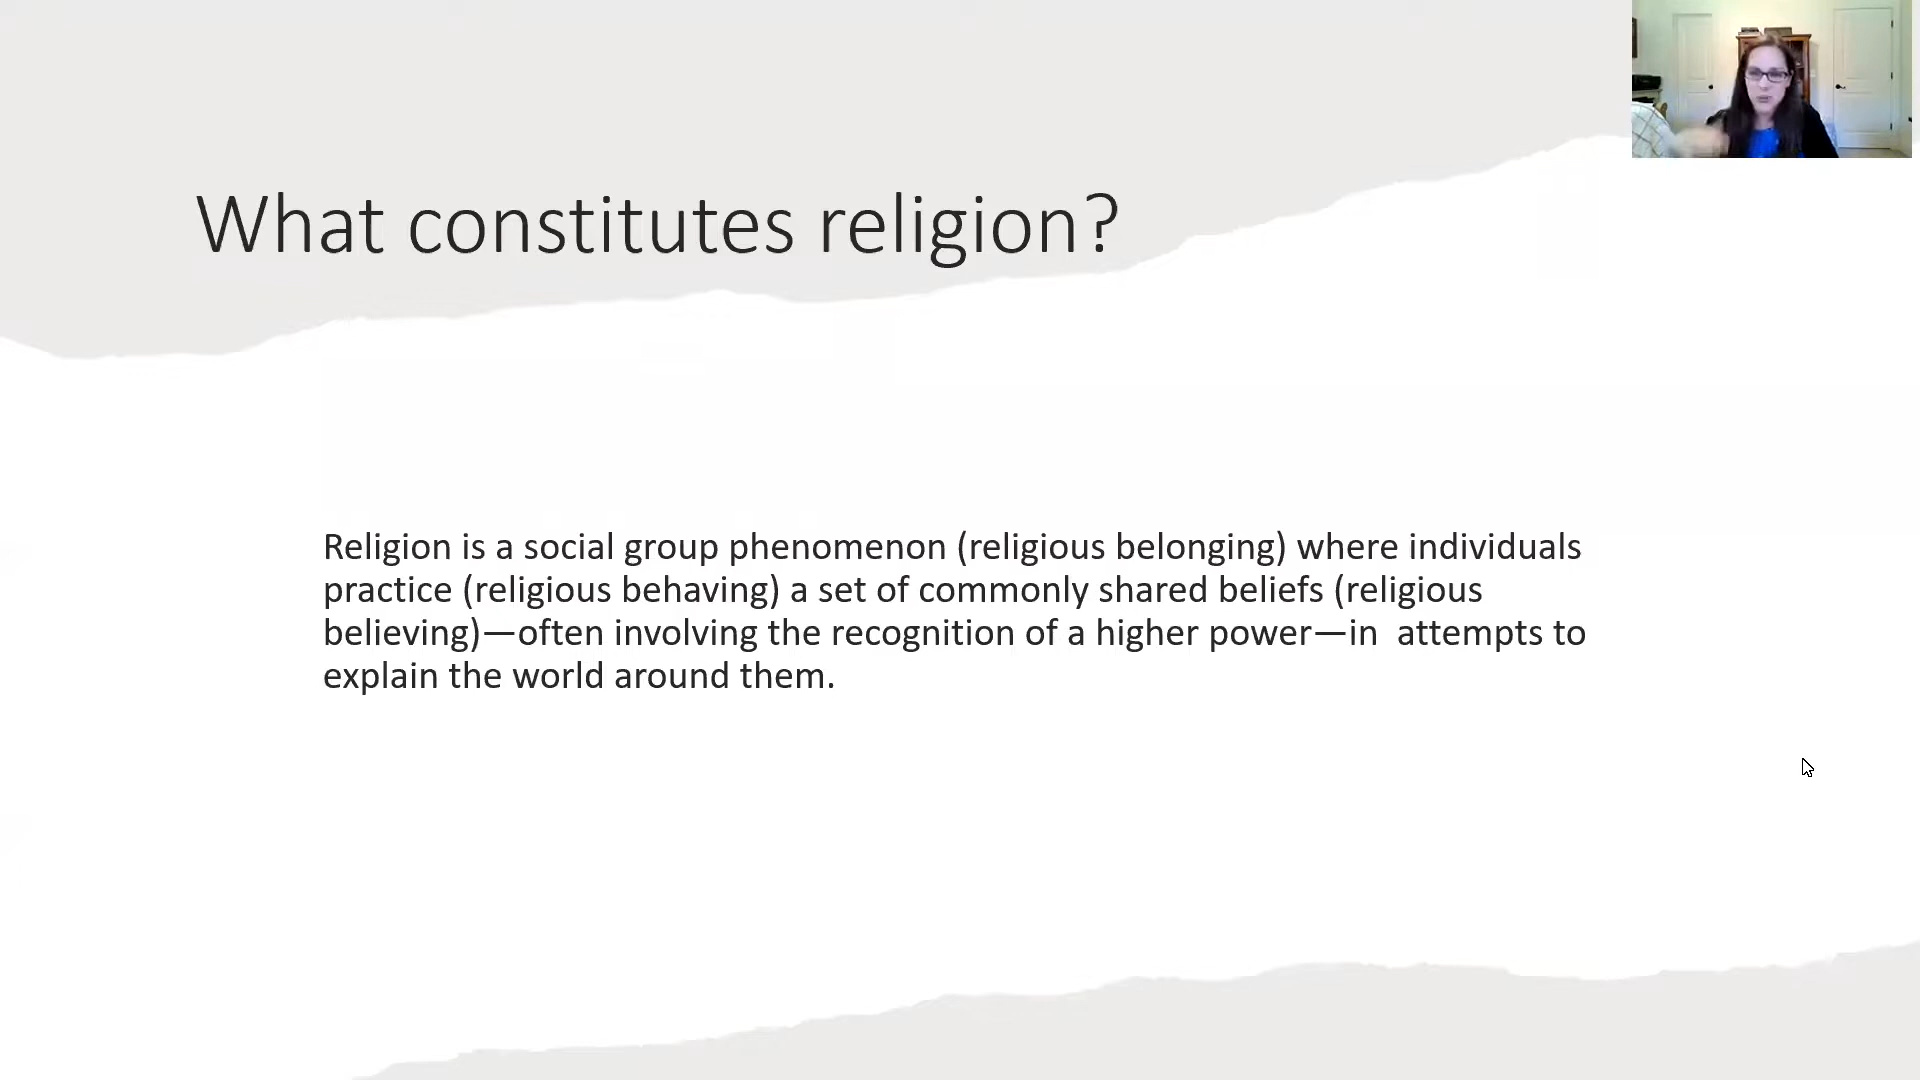 What constitutes religion?
Religion is a social group phenomenon (religious belonging) where individuals
practice (religious behaving) a set of commonly shared beliefs (religious
believing)—often involving the recognition of a higher power—in  attempts to
explain the world around them.